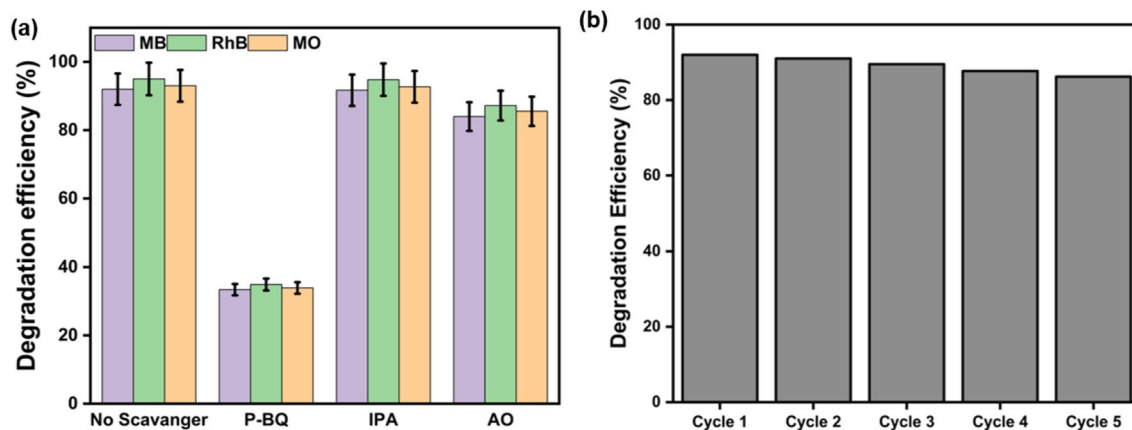 (a)
MB RhB MO
Degradation efficiency (%)
100
80
60
40
20
0
No Scavanger P-BQ IPA AO
(b)
Degradation Efficiency (%)
100
80
60
40
20
0
Cycle 1 Cycle 2 Cycle 3 Cycle 4 Cycle 5